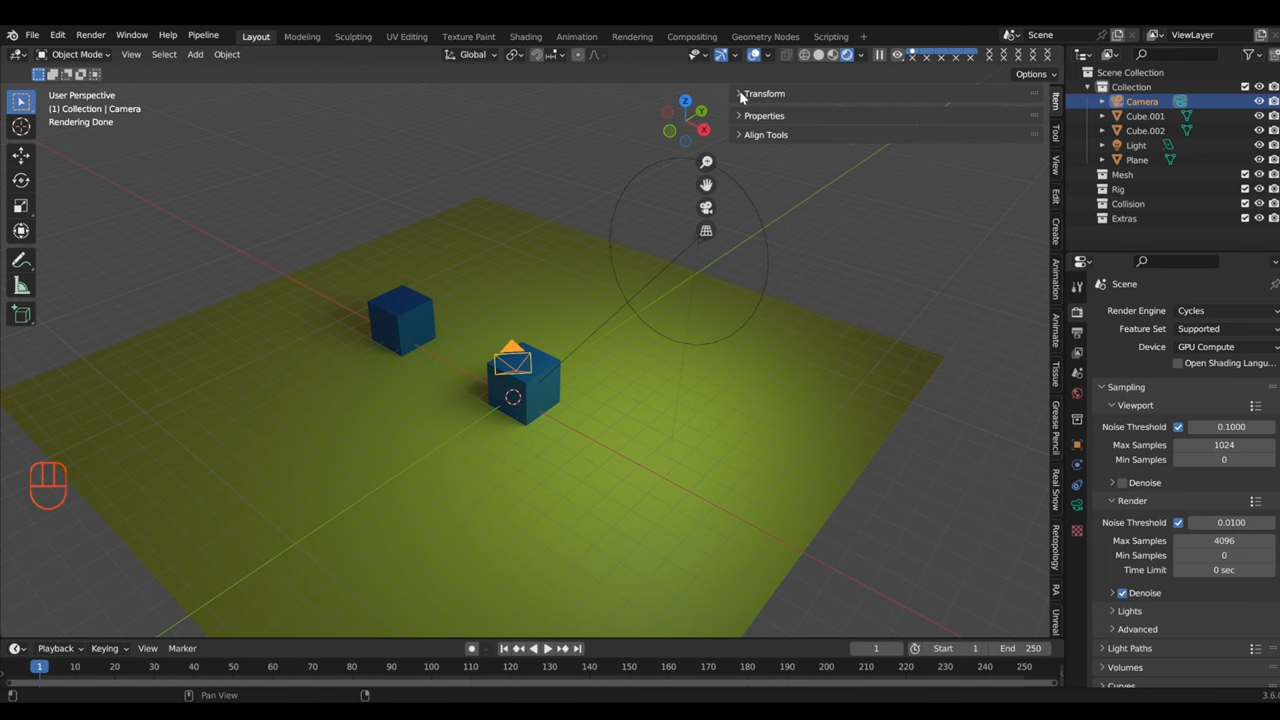 File Edit Render Window Help Pipeline Layout Modeling Sculpting UV Editing Texture Paint Shading Animation Rendering Compositing Geometry Nodes Scripting + Scene ViewLayer
Object Mode View Select Add Object Global
Options
User Perspective
(1) Collection | Camera
Rendering Done
Z
Y
X
Transform
Properties
Align Tools
Item
Tool
View
Edit
Create
Animation
Animate
Tissue
Grease Pencil
Real Snow
Retopology
RA
Unreal
Scene Collection
Collection
Camera
Cube.001
Cube.002
Light
Plane
Mesh
Rig
Collision
Extras
Scene
Render Engine Cycles
Feature Set Supported
Device GPU Compute
Open Shading Langu...
Sampling
Viewport
Noise Threshold 0.1000
Max Samples 1024
Min Samples 0
Denoise
Render
Noise Threshold 0.0100
Max Samples 4096
Min Samples 0
Time Limit 0 sec
Denoise
Lights
Advanced
Light Paths
Volumes
Curves
Playback Keying View Marker 1 Start 1 End 250
1 10 20 30 40 50 60 70 80 90 100 110 120 130 140 150 160 170 180 190 200 210 220 230 240 250
Pan View 3.6.